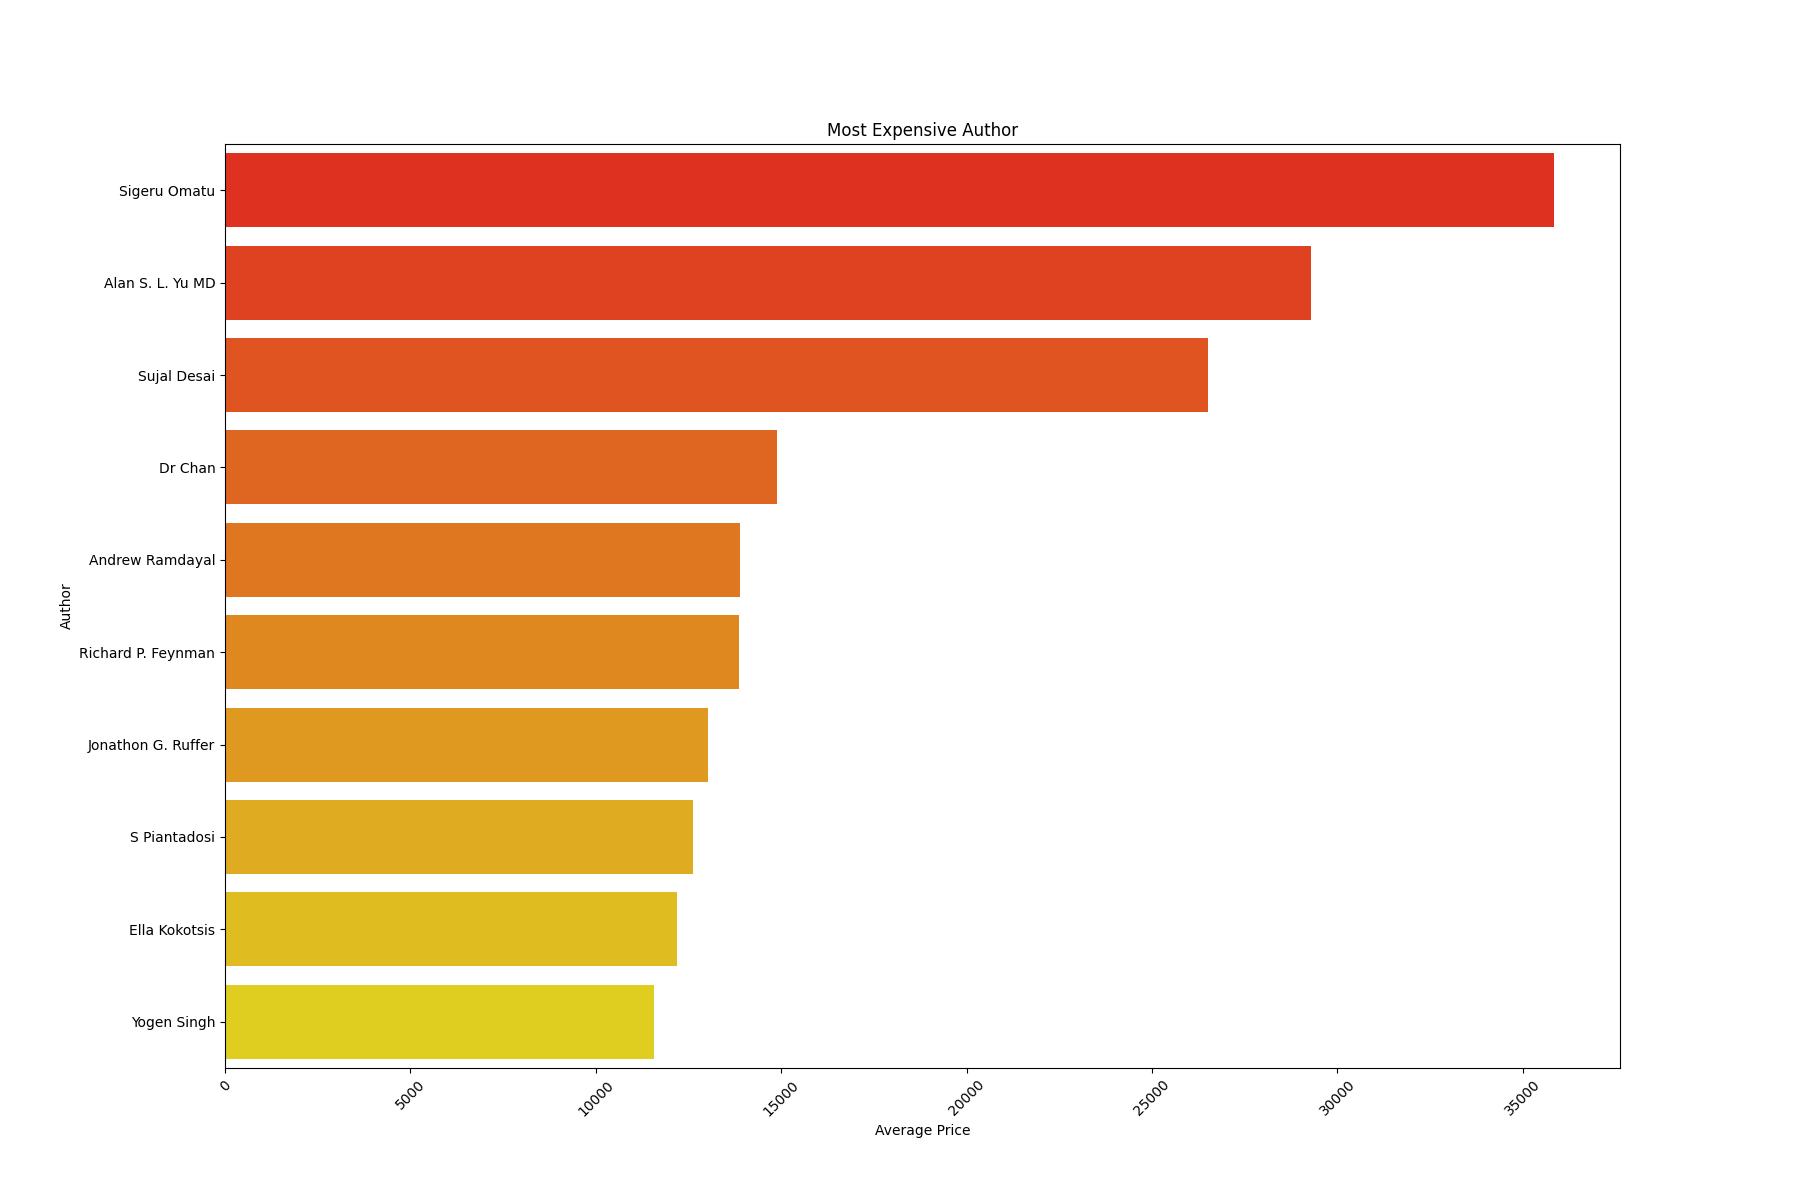 Most Expensive Author
Sigeru Omatu
Alan S. L. Yu MD
Sujal Desai
Dr Chan
Andrew Ramdayal
Richard P. Feynman
Jonathon G. Ruffer
S Piantadosi
Ella Kokotsis
Yogen Singh
Author
0
5000
10000
15000
20000
25000
30000
35000
Average Price